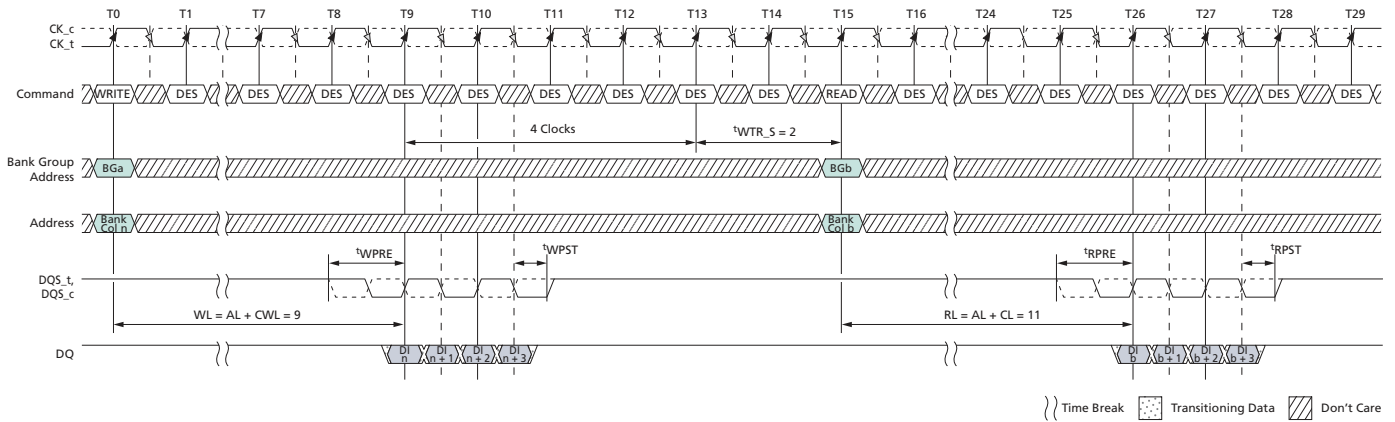 T0 T1 T7 T8 T9 T10 T11 T12 T13 T14 T15 T16 T24 T25 T26 T27 T28 T29
CK_c
CK_t
Command WRITE DES DES DES DES DES DES DES DES DES READ DES DES DES DES DES DES DES
4 Clocks tWTR_S = 2
Bank Group
Address BGa BGb
Address Bank Col n Bank Col b
tWPRE tWPST tRPRE tRPST
DQS_t,
DQS_c
WL = AL + CWL = 9 RL = AL + CL = 11
DQ DI n DI n + 1 DI n + 2 DI n + 3 DI b DI b + 1 DI b + 2 DI b + 3
Time Break Transitioning Data Don't Care